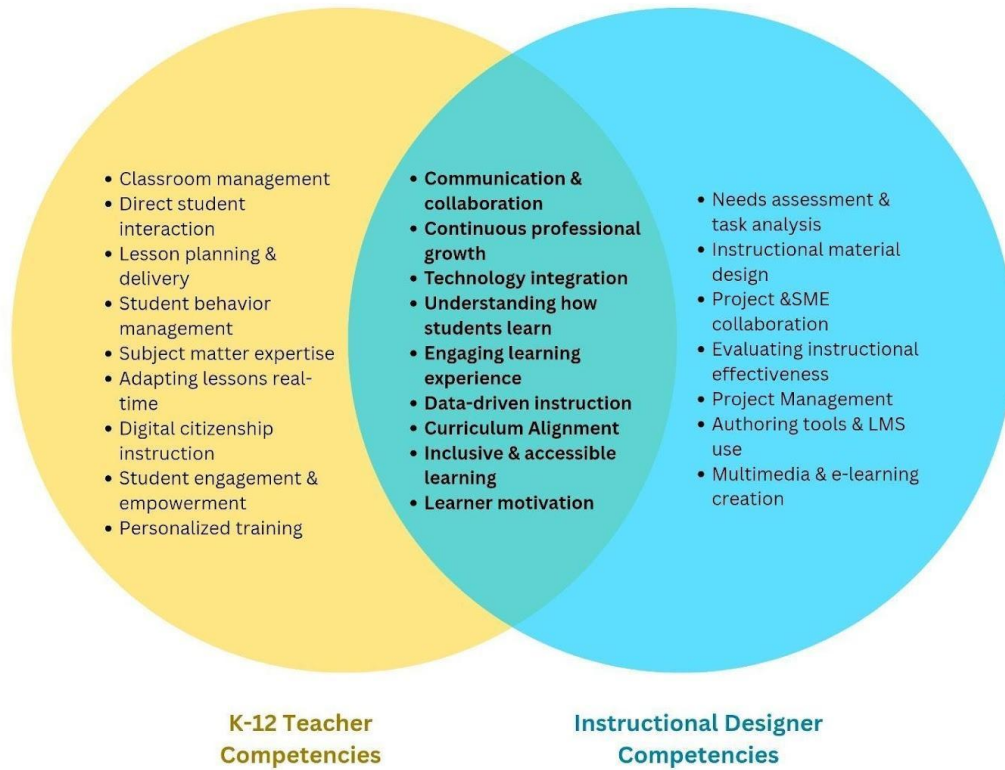 • Classroom management
• Direct student
interaction
• Lesson planning &
delivery
• Student behavior
management
• Subject matter expertise
• Adapting lessons real-
time
• Digital citizenship
instruction
• Student engagement &
empowerment
• Personalized training
• Communication &
collaboration
• Continuous professional
growth
• Technology integration
• Understanding how
students learn
• Engaging learning
experience
• Data-driven instruction
• Curriculum Alignment
• Inclusive & accessible
learning
• Learner motivation
• Needs assessment &
task analysis
• Instructional material
design
• Project &SME
collaboration
• Evaluating instructional
effectiveness
• Project Management
• Authoring tools & LMS
use
• Multimedia & e-learning
creation
K-12 Teacher
Competencies
Instructional Designer
Competencies